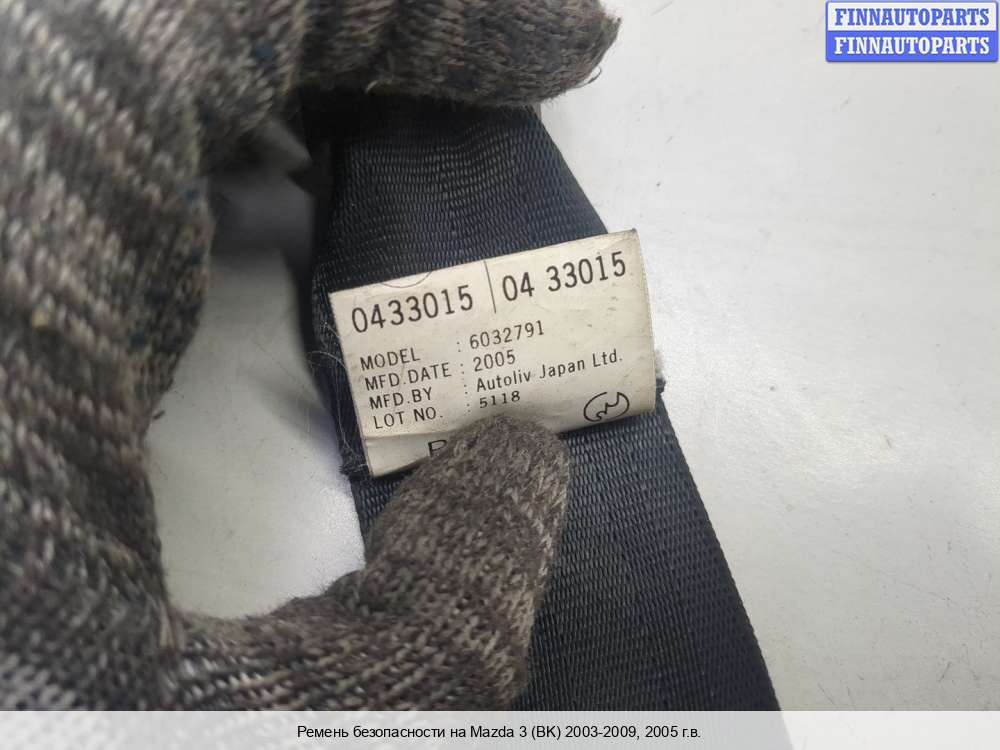 FINNAUTOPARTS
FINNAUTOPARTS
0433015 | 04 33015
MODEL : 6032791
MFD.DATE : 2005
MFD.BY : Autoliv Japan Ltd.
LOT NO. : 5118
Ремень безопасности на Mazda 3 (BK) 2003-2009, 2005 г.в.